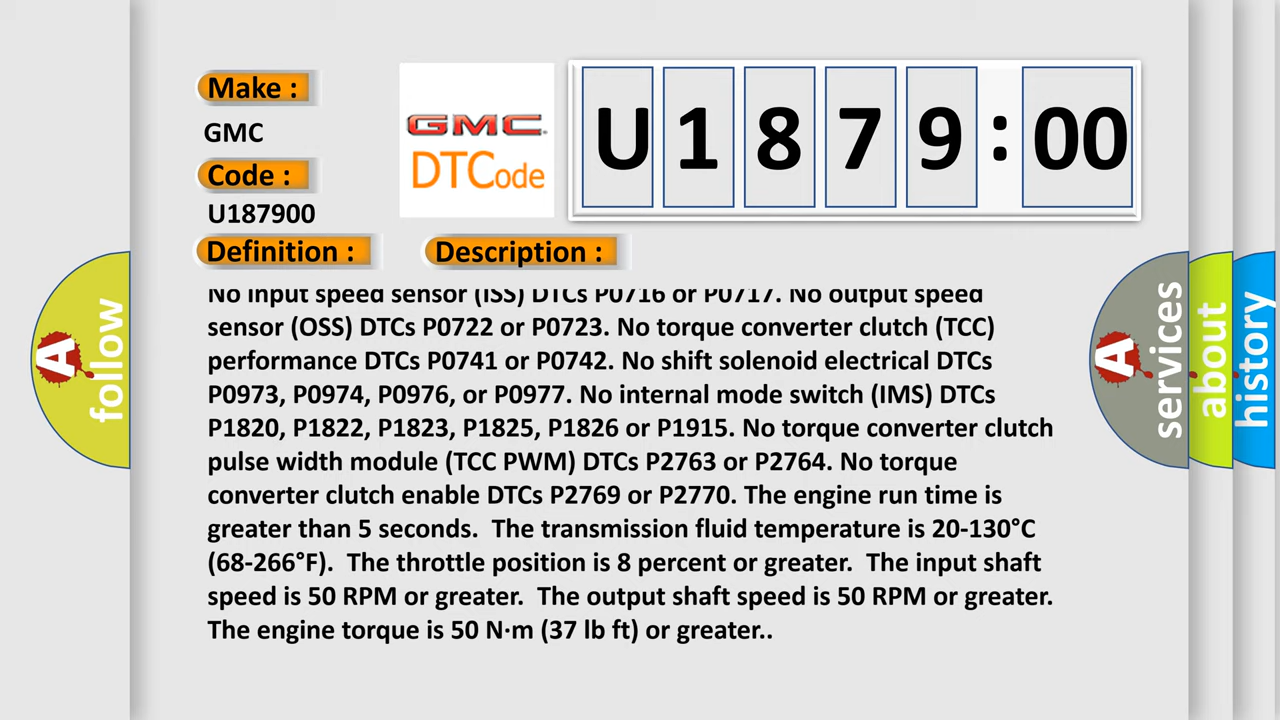 Make :
GMC
Code :
U187900
GMC
DTCode
U1879:00
Definition :
Description :
No input speed sensor (ISS) DTCs P0716 or P0717. No output speed
sensor (OSS) DTCs P0722 or P0723. No torque converter clutch (TCC)
performance DTCs P0741 or P0742. No shift solenoid electrical DTCs
P0973, P0974, P0976, or P0977. No internal mode switch (IMS) DTCs
P1820, P1822, P1823, P1825, P1826 or P1915. No torque converter clutch
pulse width module (TCC PWM) DTCs P2763 or P2764. No torque
converter clutch enable DTCs P2769 or P2770. The engine run time is
greater than 5 seconds. The transmission fluid temperature is 20-130°C
(68-266°F). The throttle position is 8 percent or greater. The input shaft
speed is 50 RPM or greater. The output shaft speed is 50 RPM or greater.
The engine torque is 50 N·m (37 lb ft) or greater..
A follow
A services
about
history